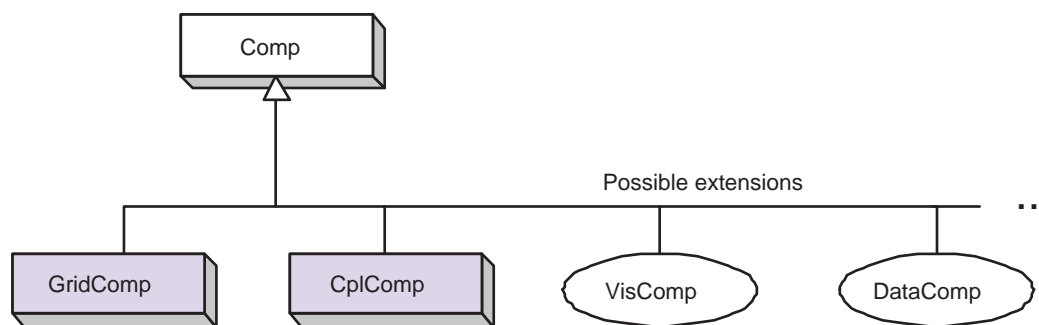 Comp
Possible extensions
..
GridComp
CplComp
VisComp
DataComp